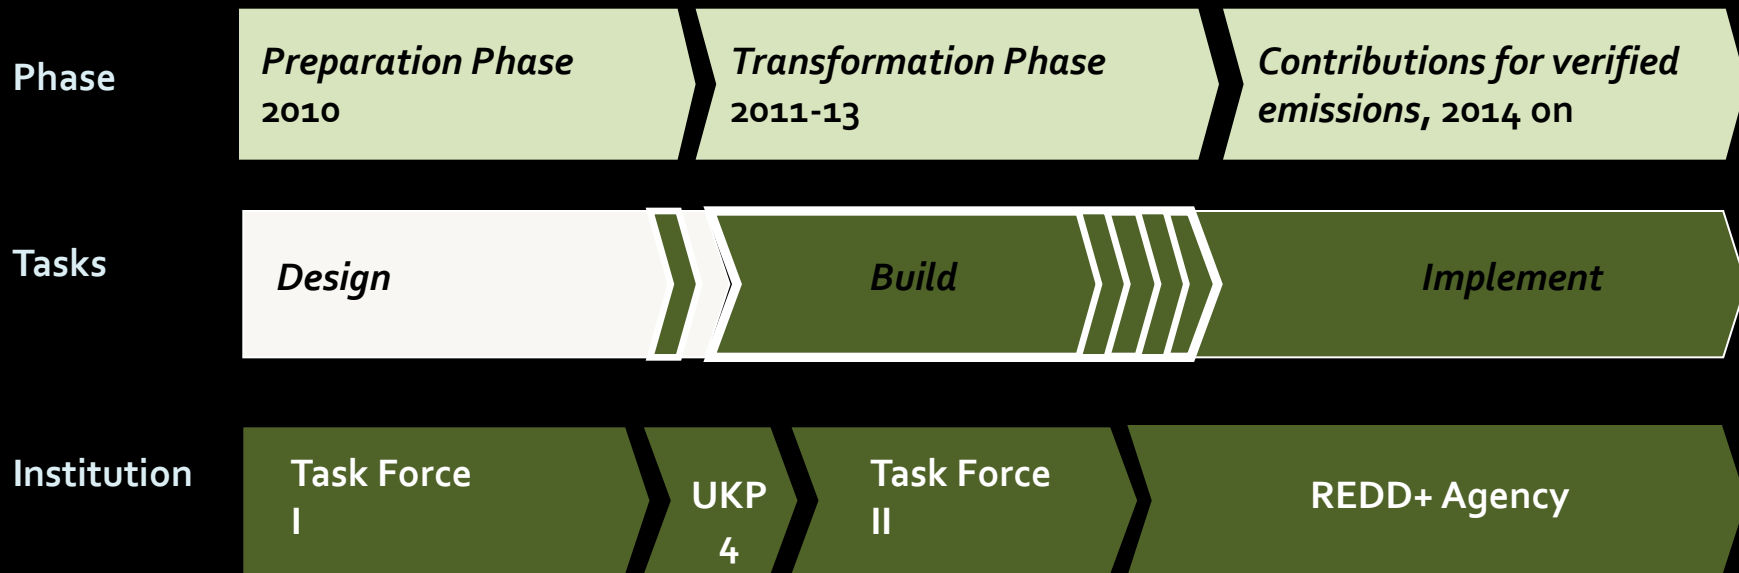 Phase
Preparation Phase
2010
Transformation Phase
2011-13
Contributions for verified
emissions, 2014 on
Tasks
Design
Build
Implement
Institution
Task Force
I
UKP
4
Task Force
II
REDD+ Agency